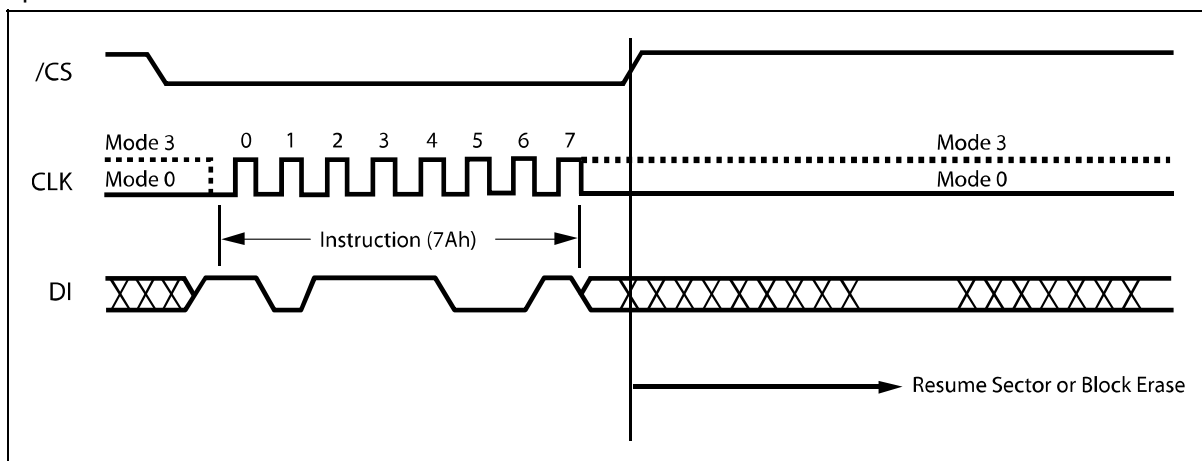 /CS
Mode 3
0 1 2 3 4 5 6 7
Mode 3
CLK
Mode 0
Mode 0
Instruction (7Ah)
DI
Resume Sector or Block Erase